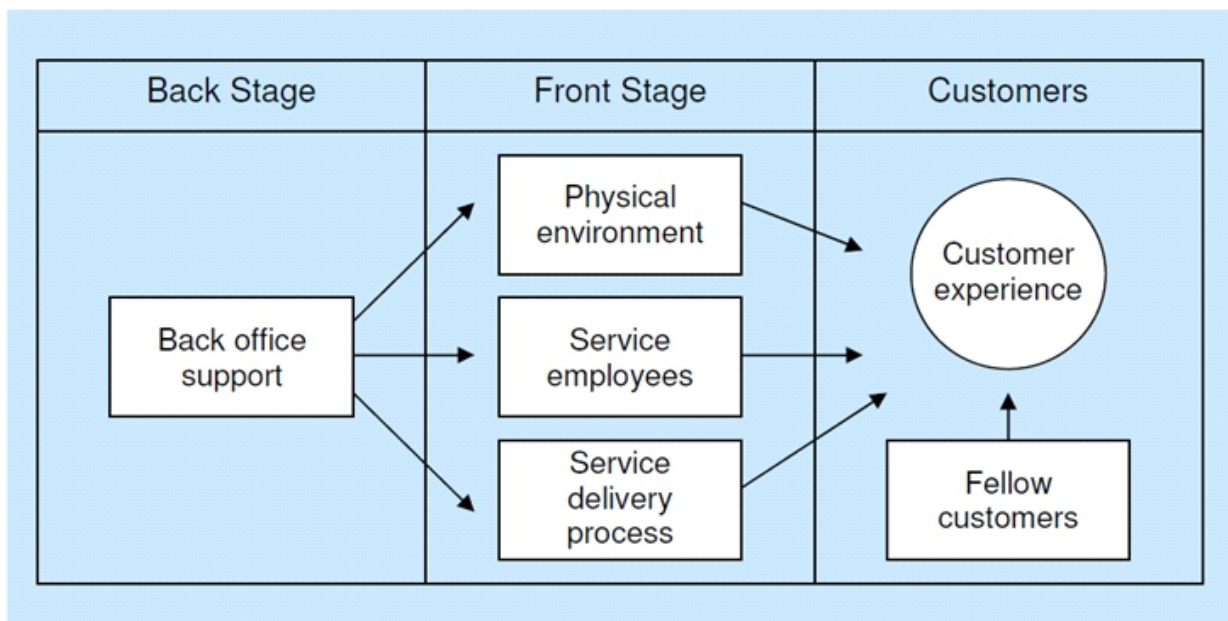 Back Stage
Front Stage
Customers
Back office
support
Physical
environment
Service
employees
Service
delivery
process
Customer
experience
Fellow
customers